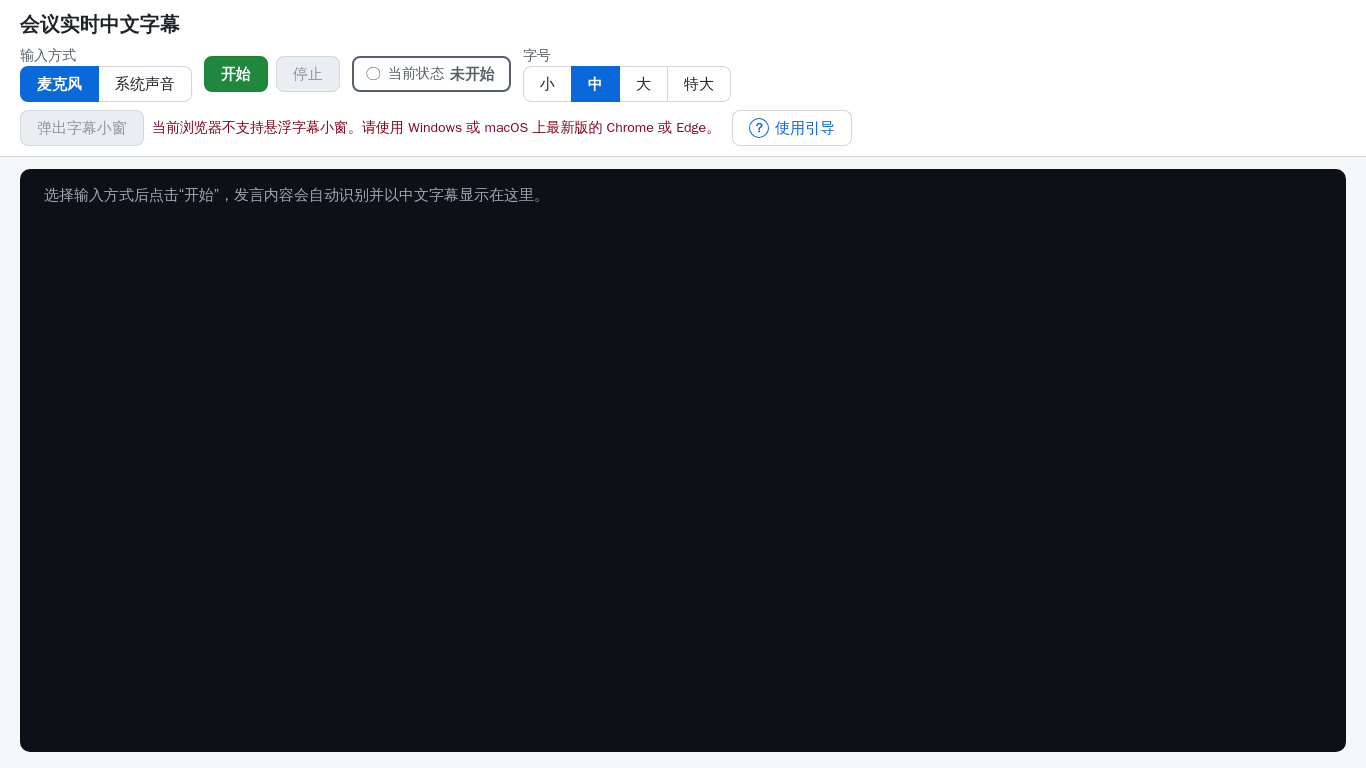 会议实时中文字幕
输入方式
麦克风 系统声音
开始 停止
当前状态 未开始
字号
小 中 大 特大
弹出字幕小窗 当前浏览器不支持悬浮字幕小窗。请使用 Windows 或 macOS 上最新版的 Chrome 或 Edge。
? 使用引导
选择输入方式后点击“开始”，发言内容会自动识别并以中文字幕显示在这里。